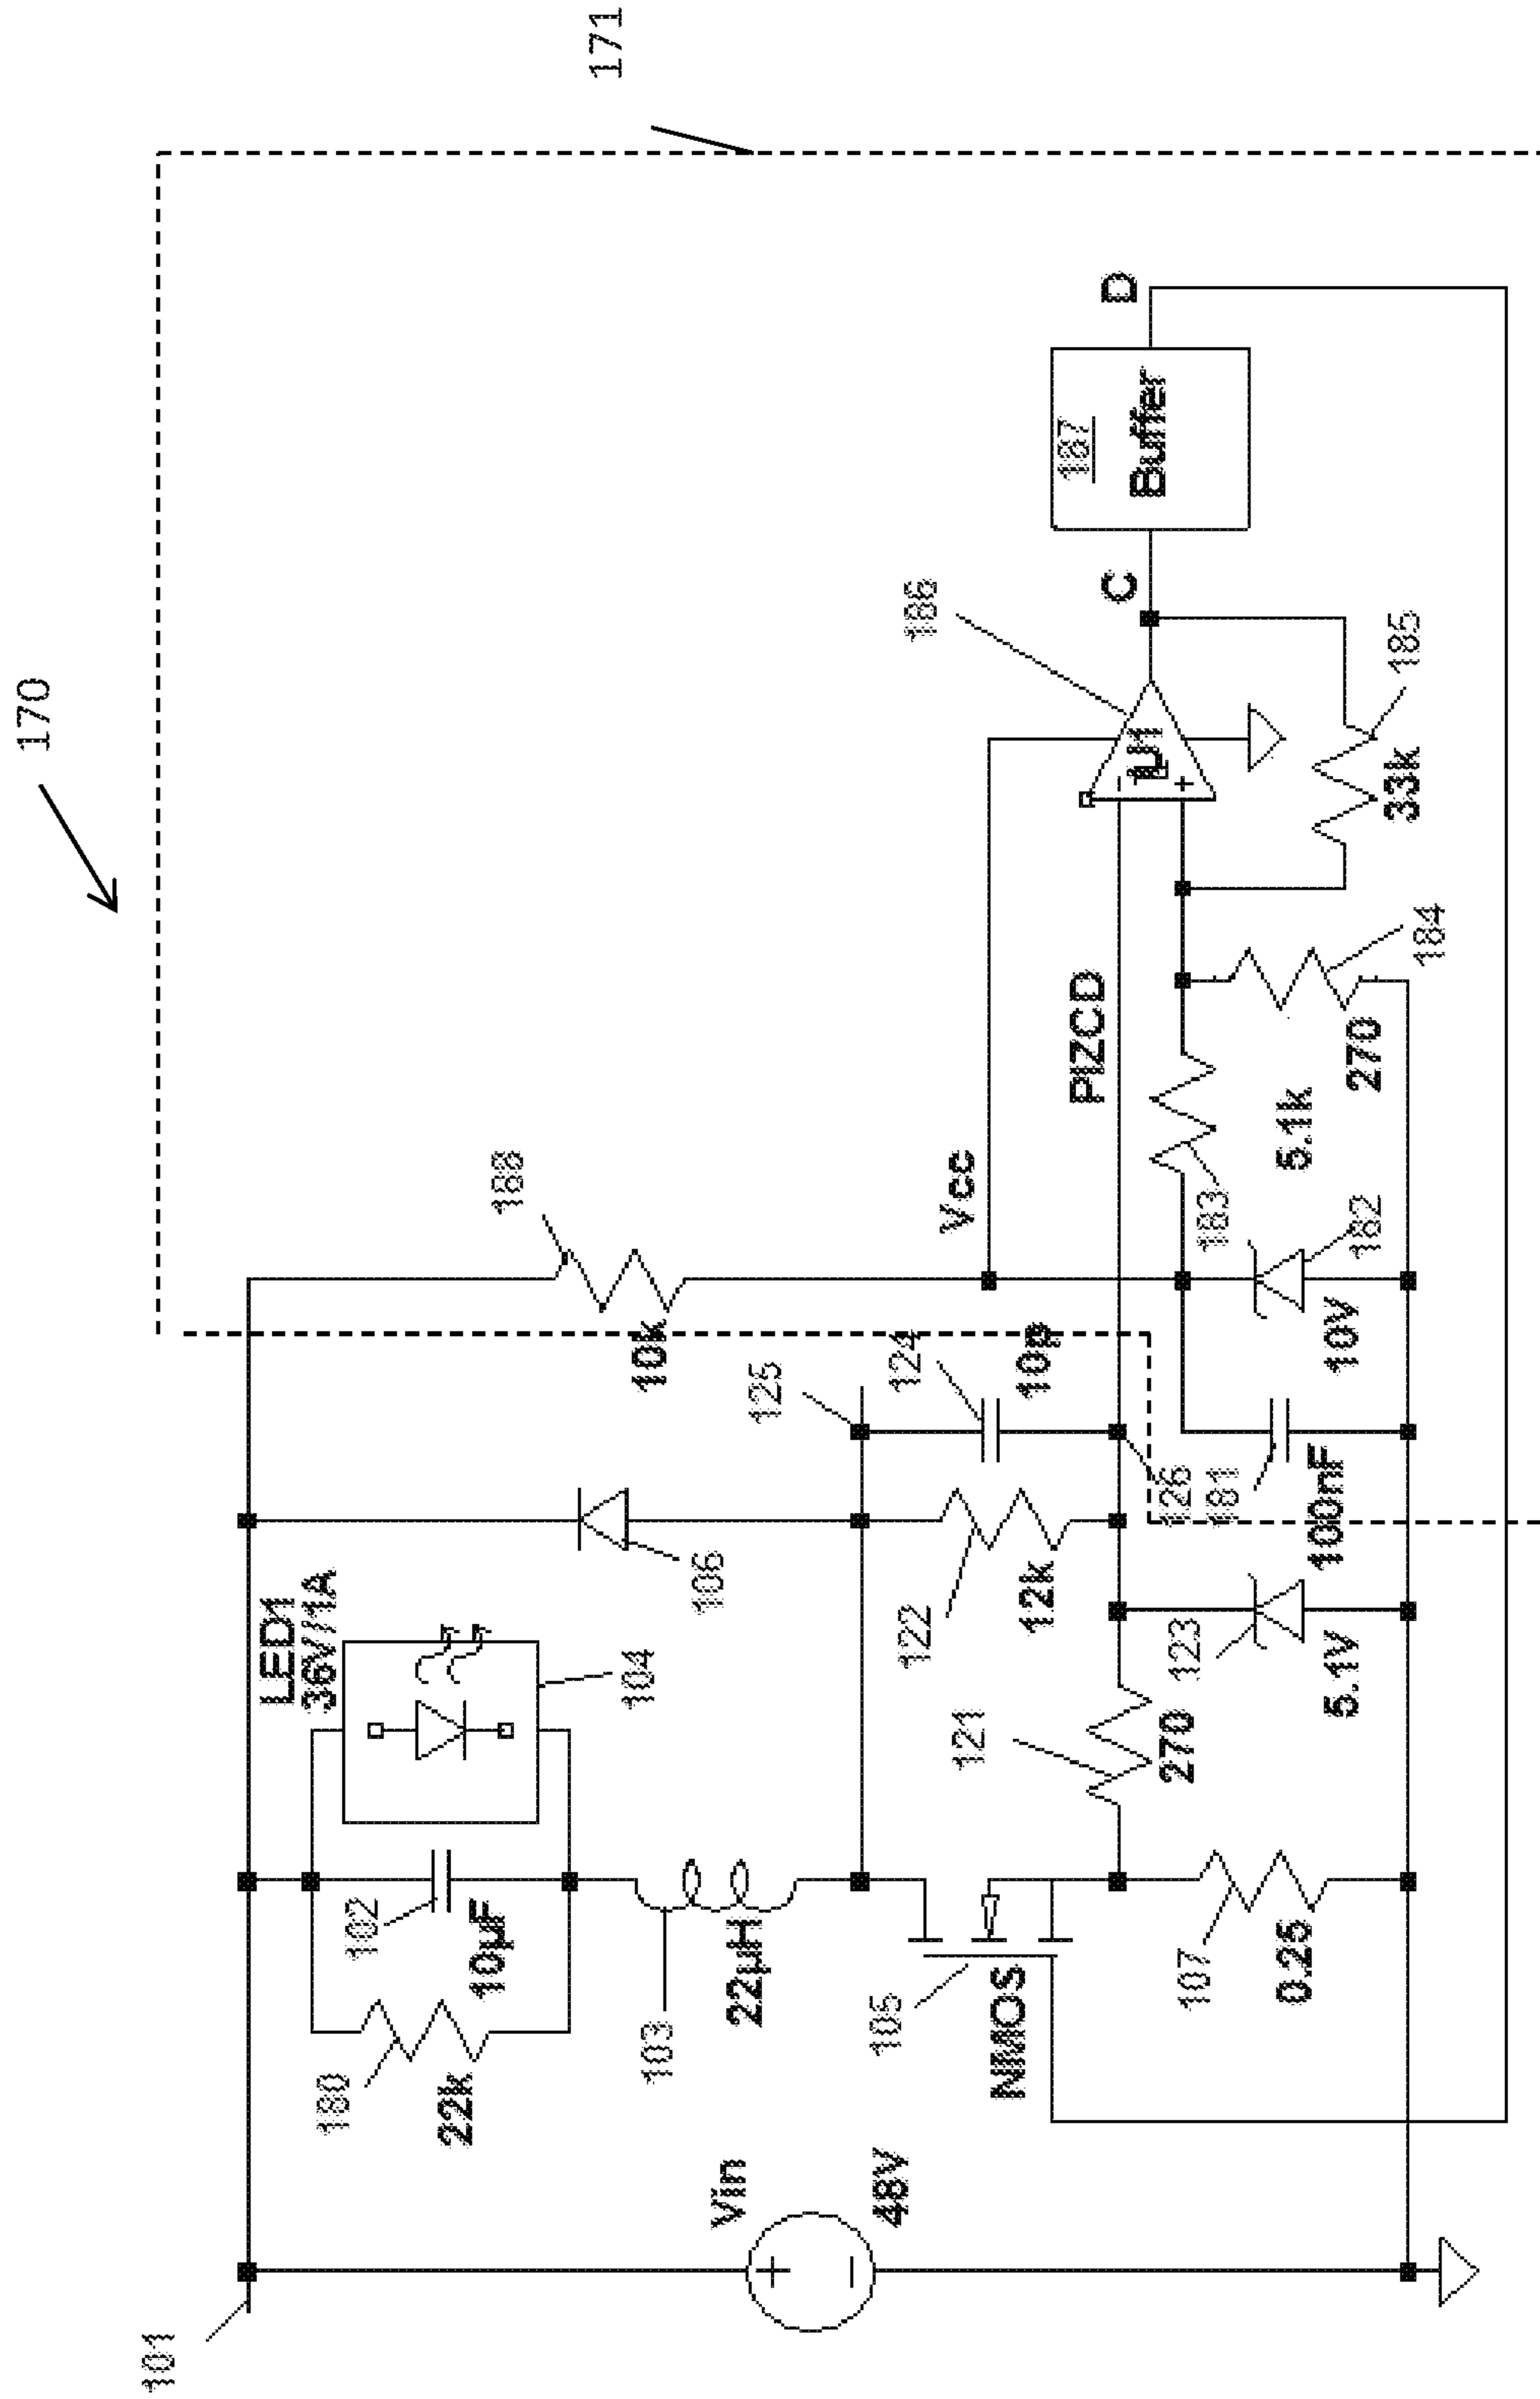 170
171
101
Vin
48V
180
22k
102
10µF
LED1
36V/1A
104
103
22µH
105
NMOS
107
0.25
106
121
270
122
12k
123
5.1V
125
124
10p
126
181
100nF
188
10k
Vcc
PIZCD
182
10V
183
5.1k
184
270
186
U1
−
+
185
33k
C
187
Buffer
D